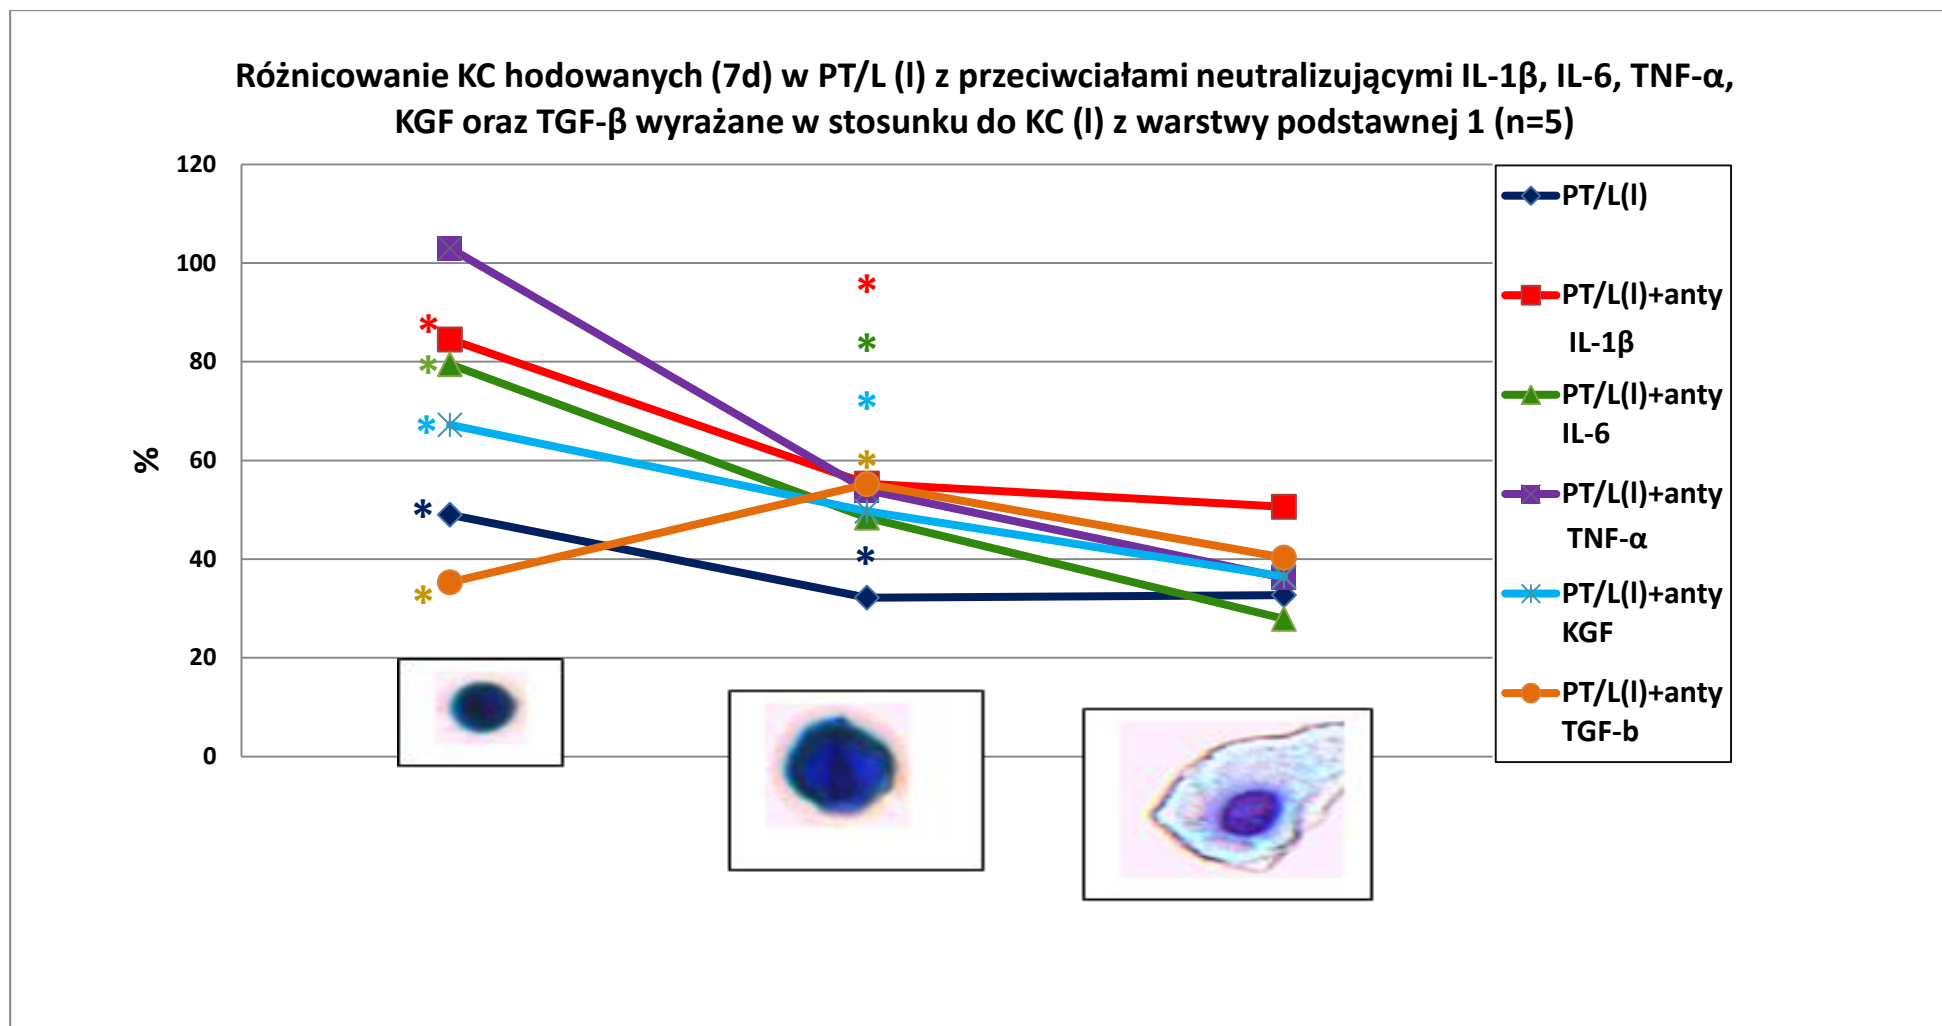 Różnicowanie KC hodowanych (7d) w PT/L (l) z przeciwciałami neutralizującymi IL-1β, IL-6, TNF-α,
KGF oraz TGF-β wyrażane w stosunku do KC (l) z warstwy podstawnej 1 (n=5)
120
100
80
60
40
20
0
%
*
*
*
*
*
*
*
*
*
*
PT/L(l)
PT/L(l)+anty
IL-1β
PT/L(l)+anty
IL-6
PT/L(l)+anty
TNF-α
PT/L(l)+anty
KGF
PT/L(l)+anty
TGF-b